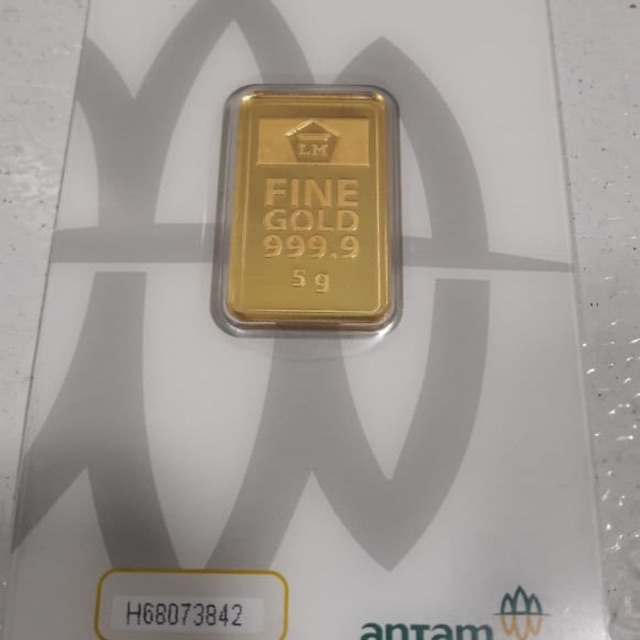 LM
FINE
GOLD
999.9
5 g
H68073842
antam